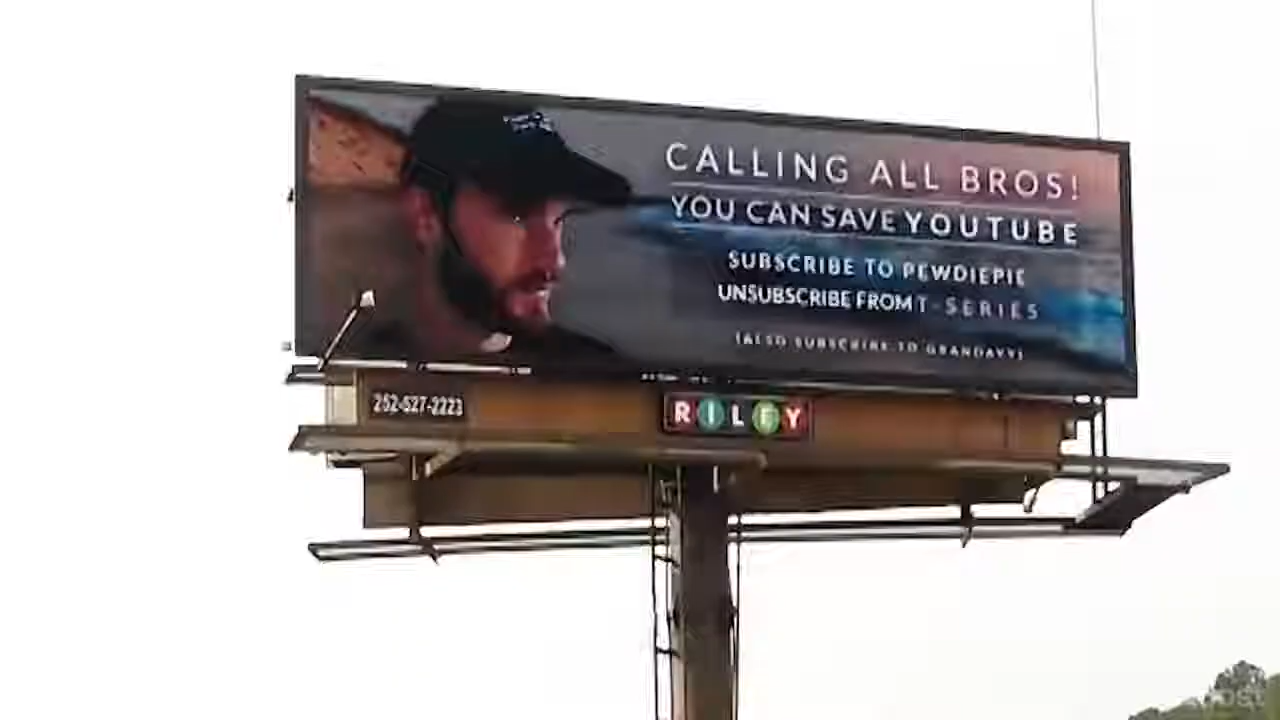 CALLING ALL BROS!
YOU CAN SAVE YOUTUBE
SUBSCRIBE TO PEWDIEPIE
UNSUBSCRIBE FROM T-SERIES
(ALSO SUBSCRIBE TO GRANDAYY)
252-527-2223
RILEY